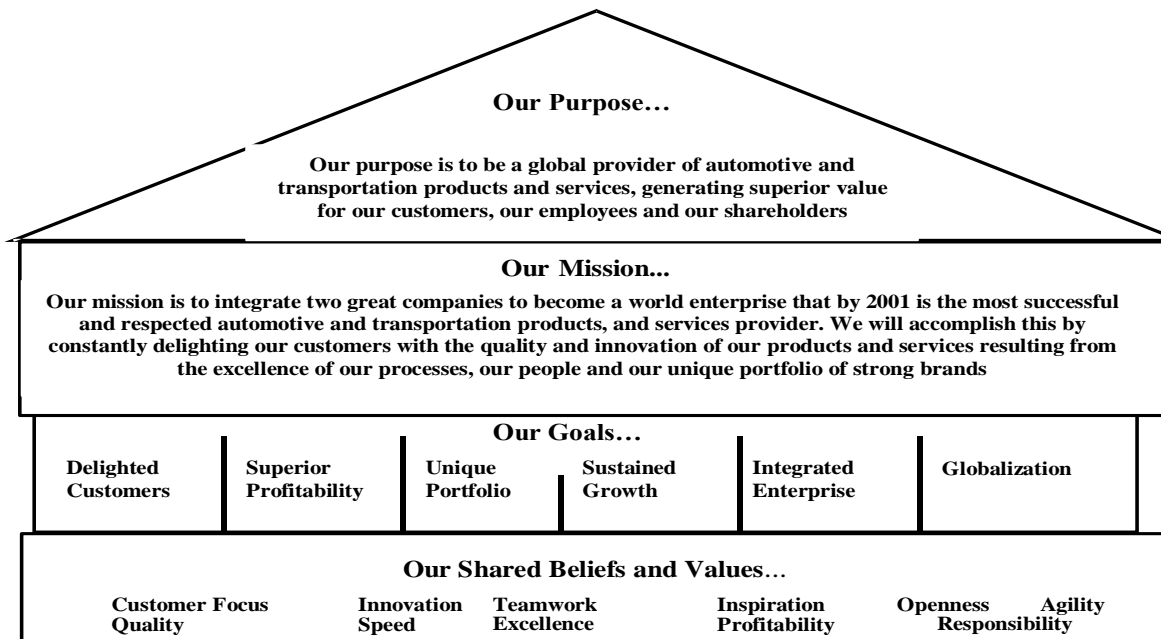 Our Purpose…
Our purpose is to be a global provider of automotive and
transportation products and services, generating superior value
for our customers, our employees and our shareholders
Our Mission...
Our mission is to integrate two great companies to become a world enterprise that by 2001 is the most successful
and respected automotive and transportation products, and services provider. We will accomplish this by
constantly delighting our customers with the quality and innovation of our products and services resulting from
the excellence of our processes, our people and our unique portfolio of strong brands
Our Goals…
Delighted Superior Unique Sustained Integrated Globalization
Customers Profitability Portfolio Growth Enterprise
Our Shared Beliefs and Values…
Customer Focus Innovation Teamwork Inspiration Openness Agility
Quality Speed Excellence Profitability Responsibility